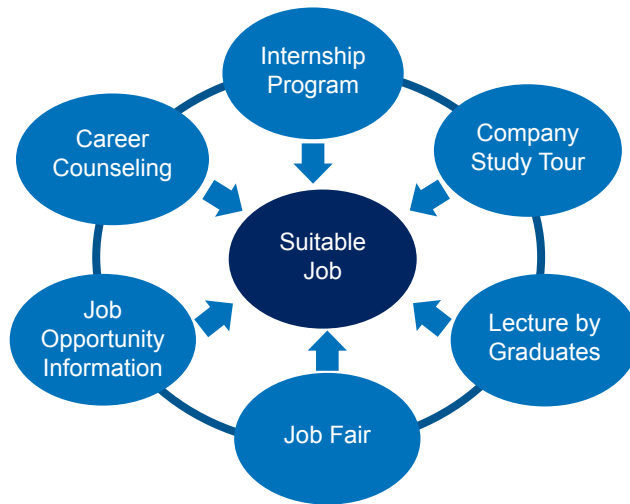 Internship
Program
Company
Study Tour
Lecture by
Graduates
Job Fair
Job
Opportunity
Information
Career
Counseling
Suitable
Job